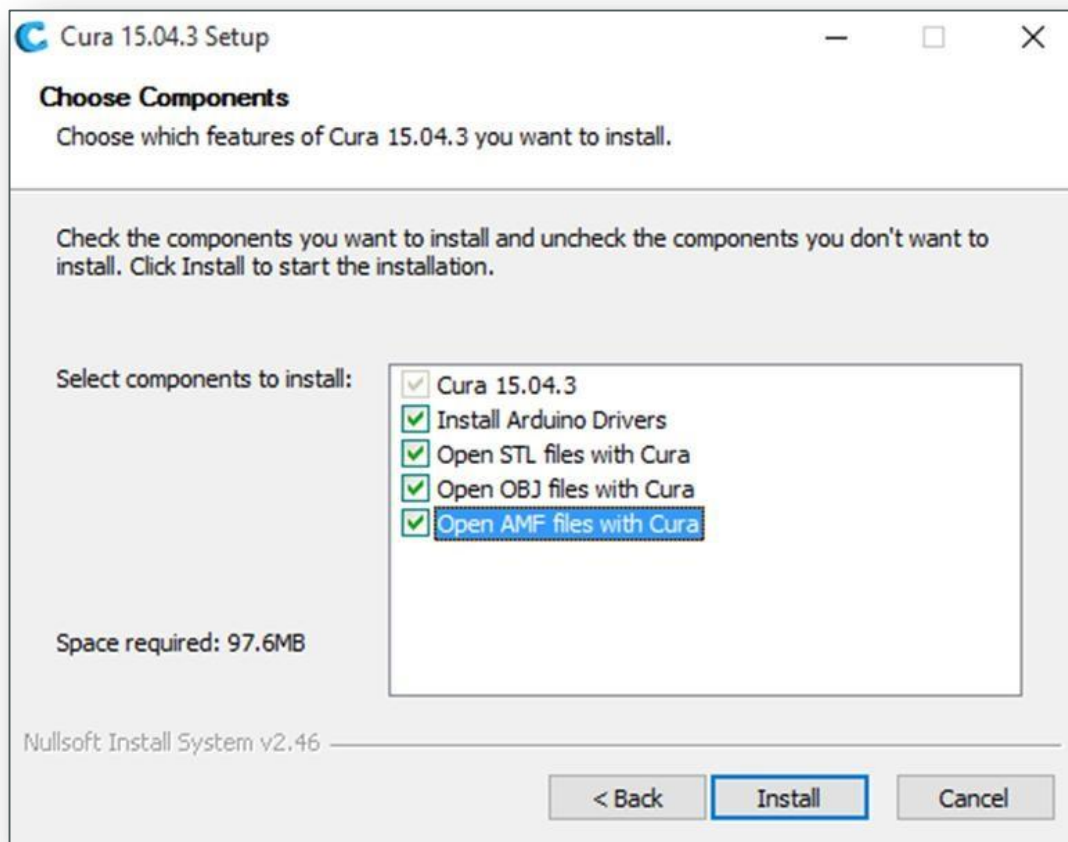 Cura 15.04.3 Setup
Choose Components
Choose which features of Cura 15.04.3 you want to install.
Check the components you want to install and uncheck the components you don't want to
install. Click Install to start the installation.
Select components to install:
Cura 15.04.3
Install Arduino Drivers
Open STL files with Cura
Open OBJ files with Cura
Open AMF files with Cura
Space required: 97.6MB
Nullsoft Install System v2.46
< Back
Install
Cancel